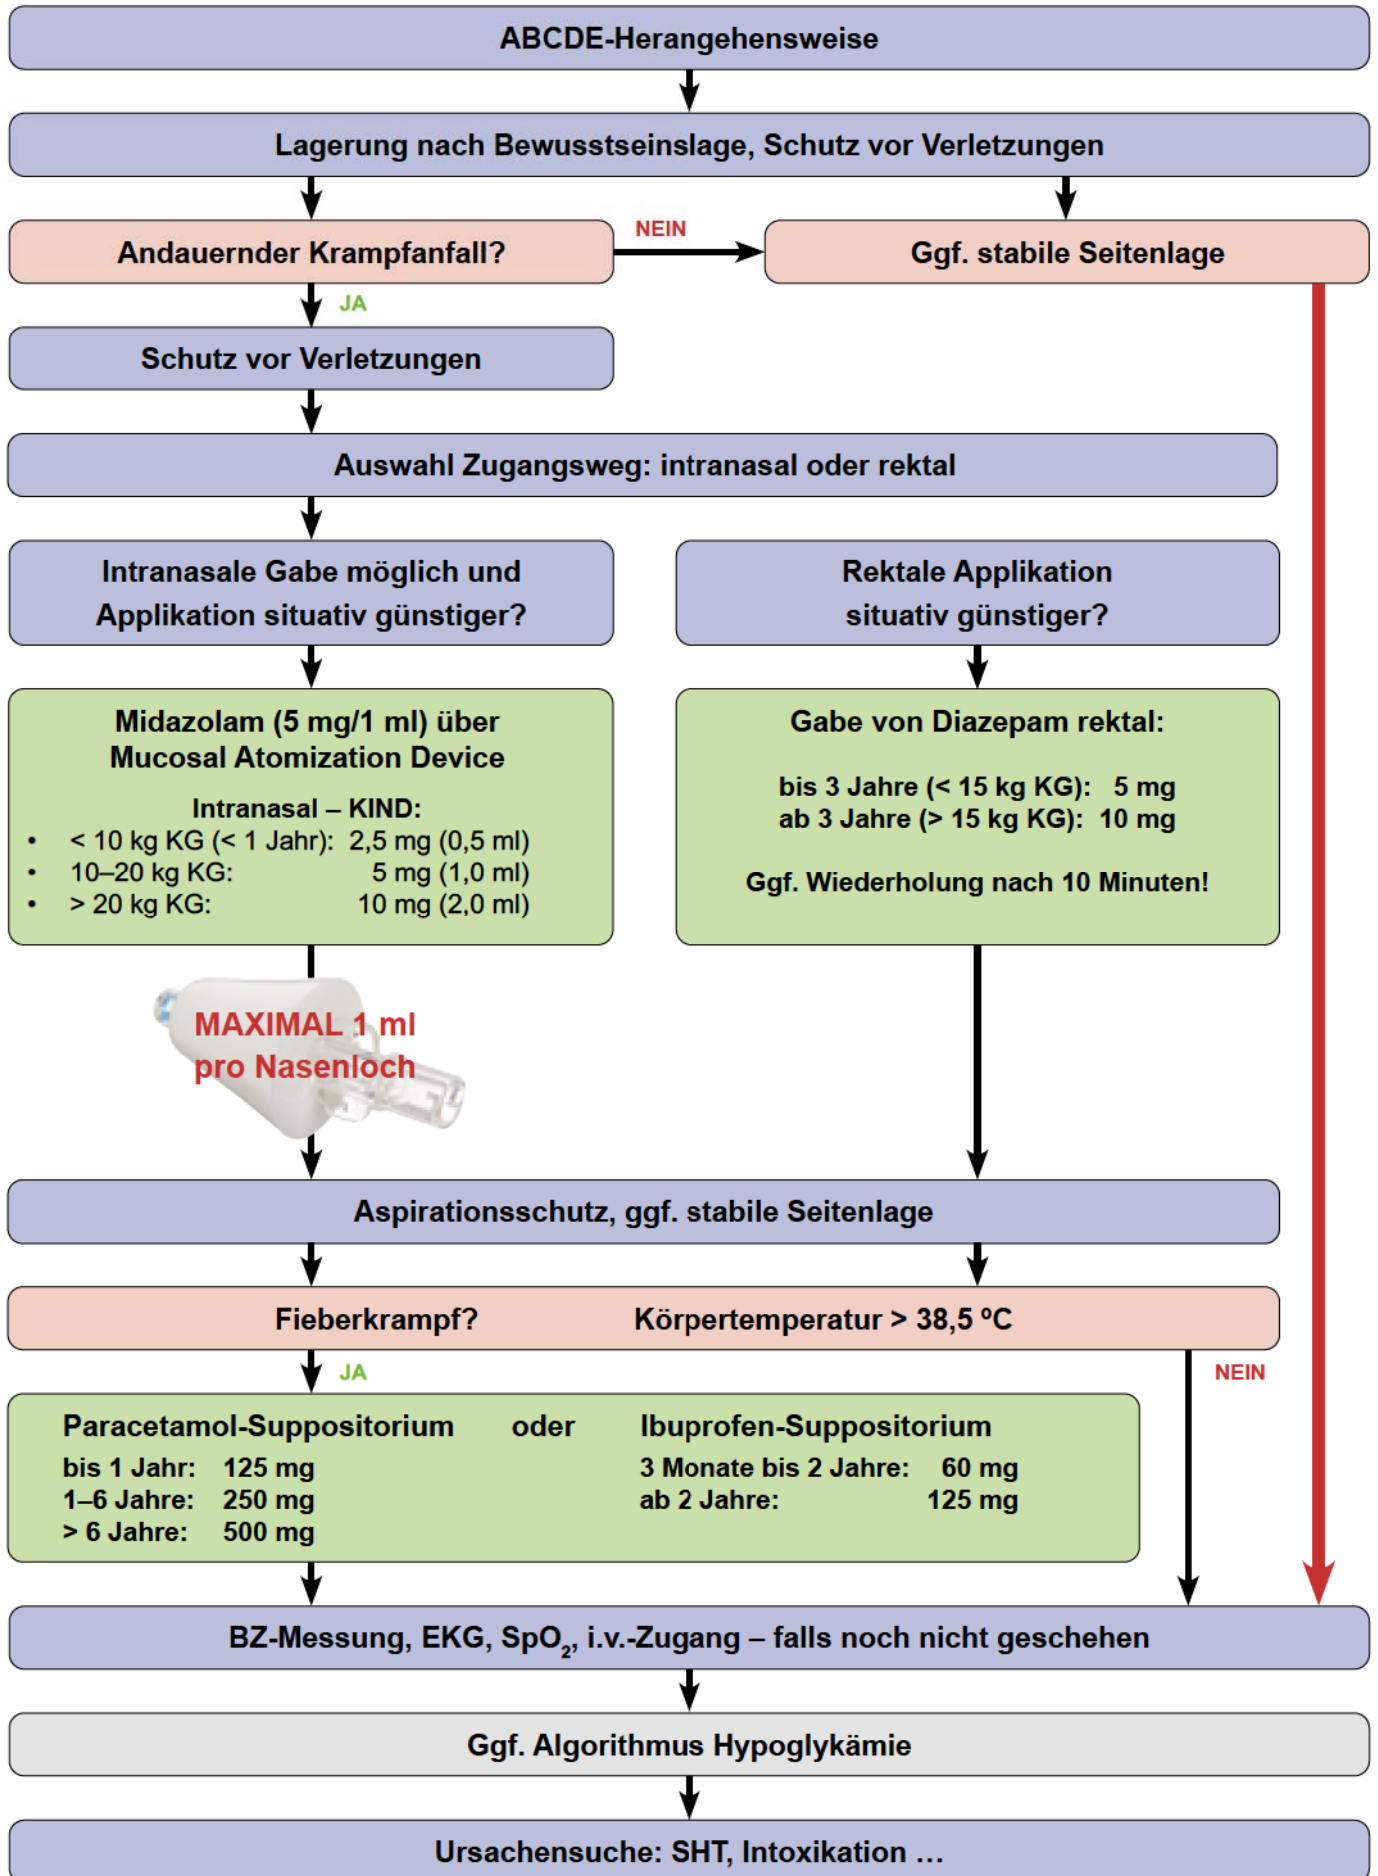 ABCDE-Herangehensweise
Lagerung nach Bewusstseinslage, Schutz vor Verletzungen
Andauernder Krampfanfall?
NEIN
Ggf. stabile Seitenlage
JA
Schutz vor Verletzungen
Auswahl Zugangsweg: intranasal oder rektal
Intranasale Gabe möglich und
Applikation situativ günstiger?
Rektale Applikation
situativ günstiger?
Midazolam (5 mg/1 ml) über
Mucosal Atomization Device
Intranasal – KIND:
• < 10 kg KG (< 1 Jahr): 2,5 mg (0,5 ml)
• 10–20 kg KG: 5 mg (1,0 ml)
• > 20 kg KG: 10 mg (2,0 ml)
Gabe von Diazepam rektal:
bis 3 Jahre (< 15 kg KG): 5 mg
ab 3 Jahre (> 15 kg KG): 10 mg
Ggf. Wiederholung nach 10 Minuten!
MAXIMAL 1 ml
pro Nasenloch
Aspirationsschutz, ggf. stabile Seitenlage
Fieberkrampf? Körpertemperatur > 38,5 ºC
JA
NEIN
Paracetamol-Suppositorium oder Ibuprofen-Suppositorium
bis 1 Jahr: 125 mg 3 Monate bis 2 Jahre: 60 mg
1–6 Jahre: 250 mg ab 2 Jahre: 125 mg
> 6 Jahre: 500 mg
BZ-Messung, EKG, SpO₂, i.v.-Zugang – falls noch nicht geschehen
Ggf. Algorithmus Hypoglykämie
Ursachensuche: SHT, Intoxikation …